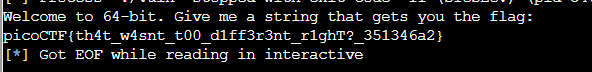 Welcome to 64-bit. Give me a string that gets you the flag:
picoCTF{th4t_w4snt_t00_d1ff3r3nt_r1ghT?_351346a2}
[*] Got EOF while reading in interactive